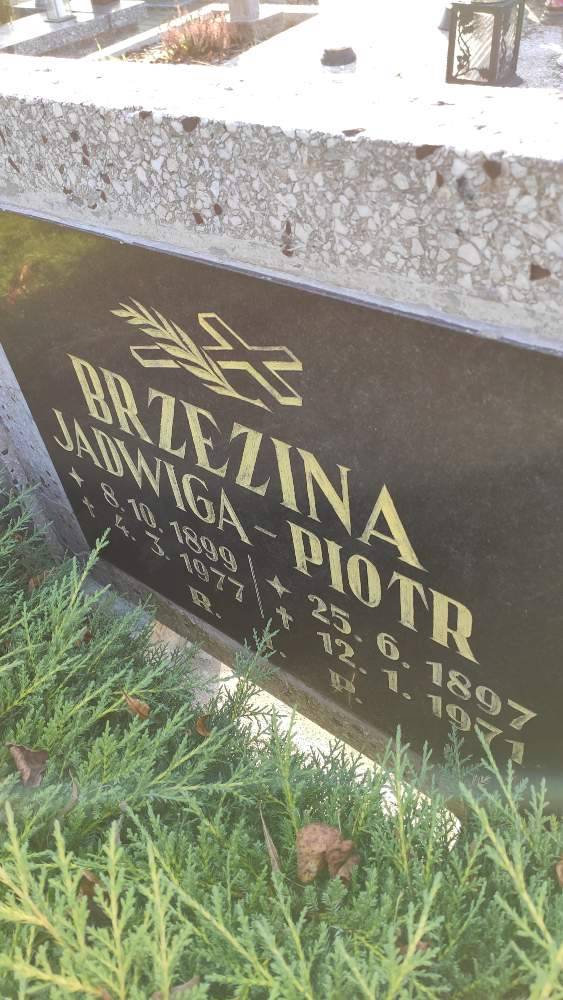 BRZEZINA
JADWIGA – PIOTR
8.10.1899 25.6.1897
4.3.1977 12.1.1971
R.